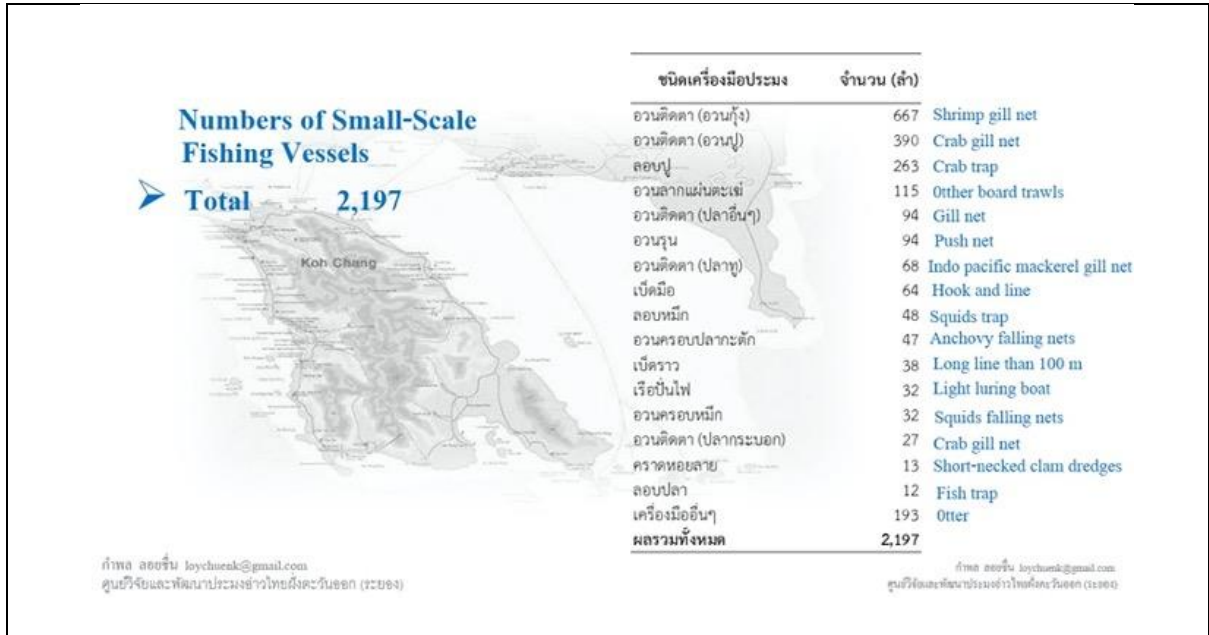 Numbers of Small-Scale
Fishing Vessels
➢ Total 2,197
Koh Chang
ชนิดเครื่องมือประมง จำนวน (ลำ)
อวนติดตา (อวนกุ้ง) 667 Shrimp gill net
อวนติดตา (อวนปู) 390 Crab gill net
ลอบปู 263 Crab trap
อวนลากแผ่นตะเฆ่ 115 0tther board trawls
อวนติดตา (ปลาอื่นๆ) 94 Gill net
อวนรุน 94 Push net
อวนติดตา (ปลาทู) 68 Indo pacific mackerel gill net
เบ็ดมือ 64 Hook and line
ลอบหมึก 48 Squids trap
อวนครอบปลากะตัก 47 Anchovy falling nets
เบ็ดราว 38 Long line than 100 m
เรือปั่นไฟ 32 Light luring boat
อวนครอบหมึก 32 Squids falling nets
อวนติดตา (ปลากระบอก) 27 Crab gill net
คราดหอยลาย 13 Short-necked clam dredges
ลอบปลา 12 Fish trap
เครื่องมืออื่นๆ 193 0tter
ผลรวมทั้งหมด 2,197
กำพล ลอยชื่น loychuenk@gmail.com
ศูนย์วิจัยและพัฒนาประมงอ่าวไทยฝั่งตะวันออก (ระยอง)
กำพล ลอยชื่น loychuenk@gmail.com
ศูนย์วิจัยและพัฒนาประมงอ่าวไทยฝั่งตะวันออก (ระยอง)